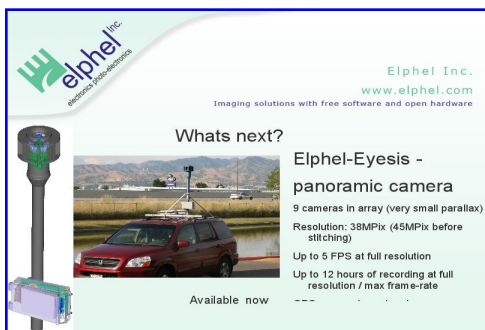 elphel Inc.
electronics photo-electronics
Elphel Inc.
www.elphel.com
Imaging solutions with free software and open hardware
Whats next?
Elphel-Eyesis -
panoramic camera
9 cameras in array (very small parallax)
Resolution: 38MPix (45MPix before
stitching)
Up to 5 FPS at full resolution
Up to 12 hours of recording at full
resolution / max frame-rate
Available now